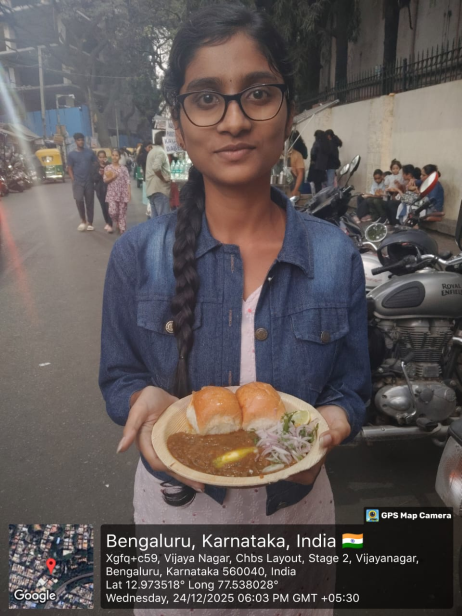 ROYAL
ENFIELD
GPS Map Camera
Bengaluru, Karnataka, India
Xgfq+c59, Vijaya Nagar, Chbs Layout, Stage 2, Vijayanagar,
Bengaluru, Karnataka 560040, India
Lat 12.973518° Long 77.538028°
Wednesday, 24/12/2025 06:03 PM GMT +05:30
Google